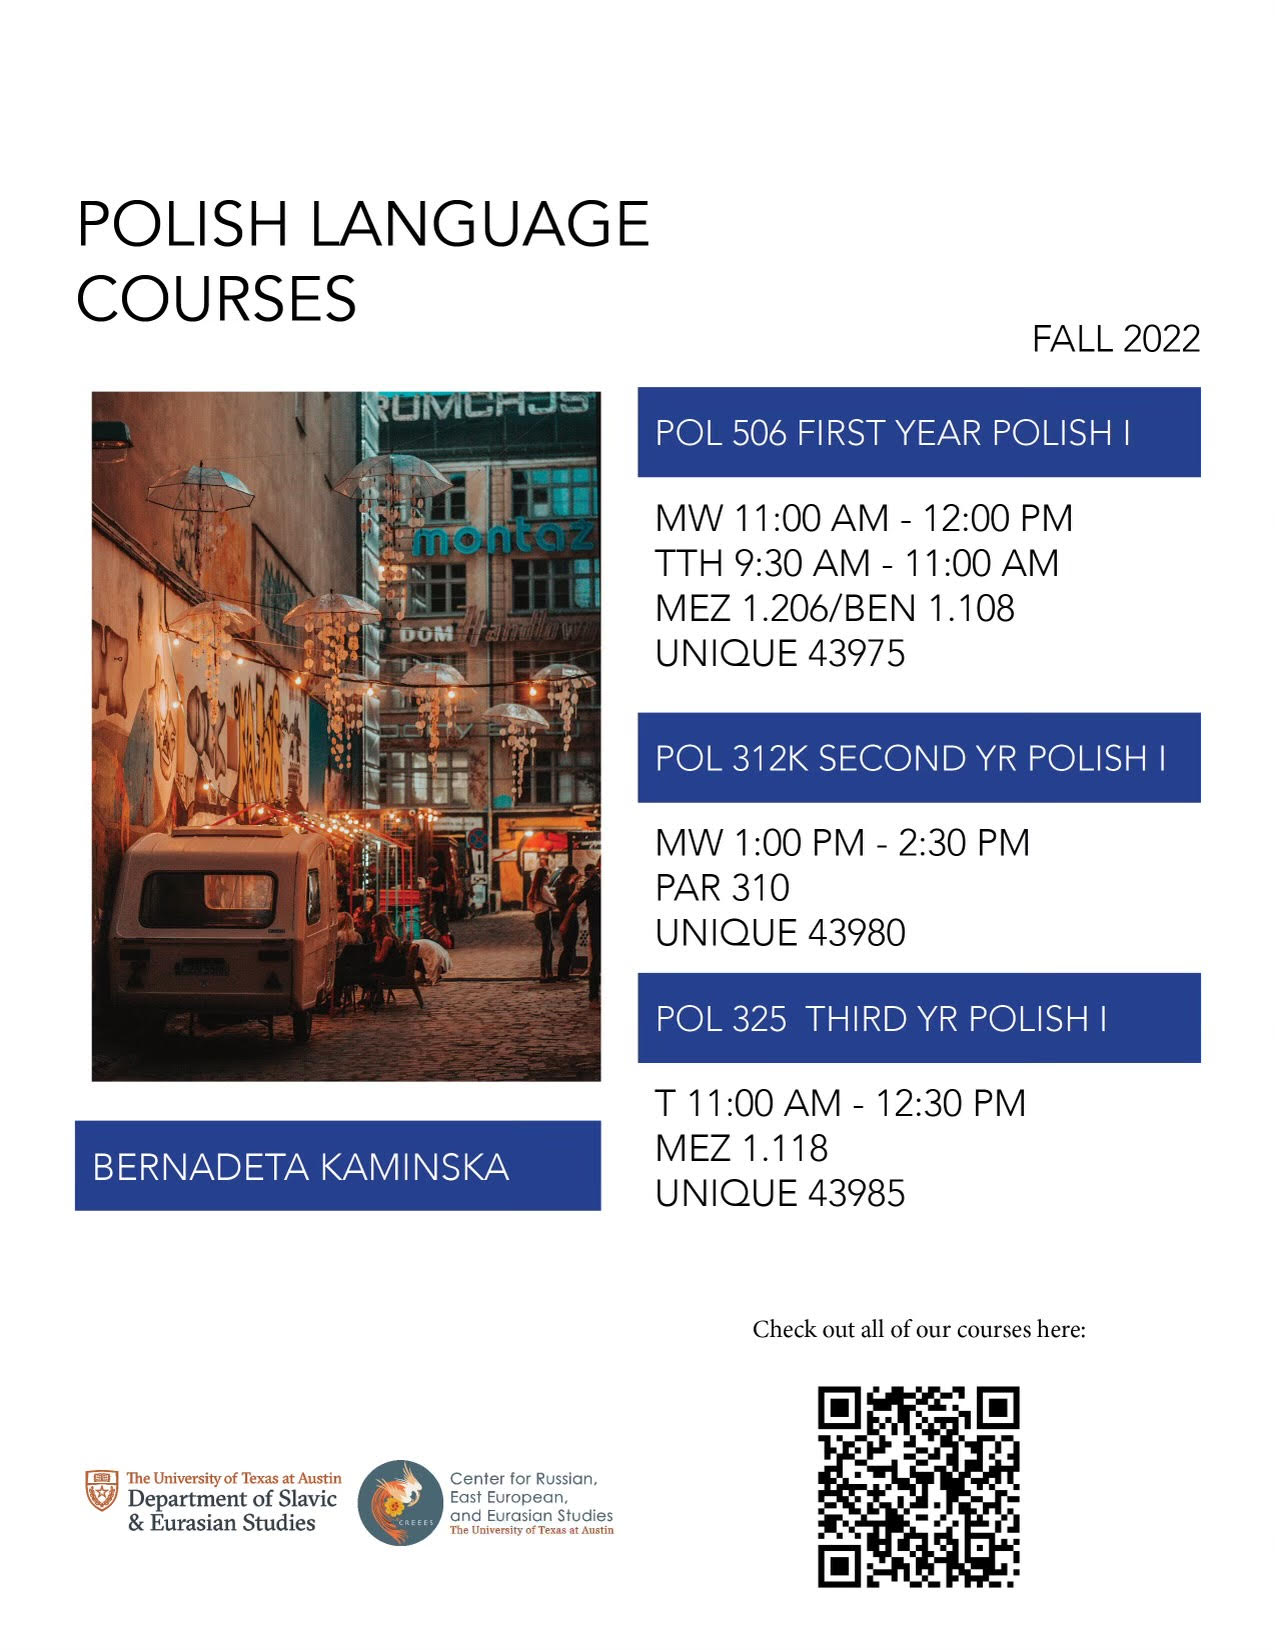 POLISH LANGUAGE
COURSES
FALL 2022
montaz
DOM
POL 506 FIRST YEAR POLISH I
MW 11:00 AM - 12:00 PM
TTH 9:30 AM - 11:00 AM
MEZ 1.206/BEN 1.108
UNIQUE 43975
POL 312K SECOND YR POLISH I
MW 1:00 PM - 2:30 PM
PAR 310
UNIQUE 43980
POL 325 THIRD YR POLISH I
T 11:00 AM - 12:30 PM
MEZ 1.118
UNIQUE 43985
BERNADETA KAMINSKA
Check out all of our courses here:
The University of Texas at Austin
Department of Slavic
& Eurasian Studies
CREEES
Center for Russian,
East European,
and Eurasian Studies
The University of Texas at Austin